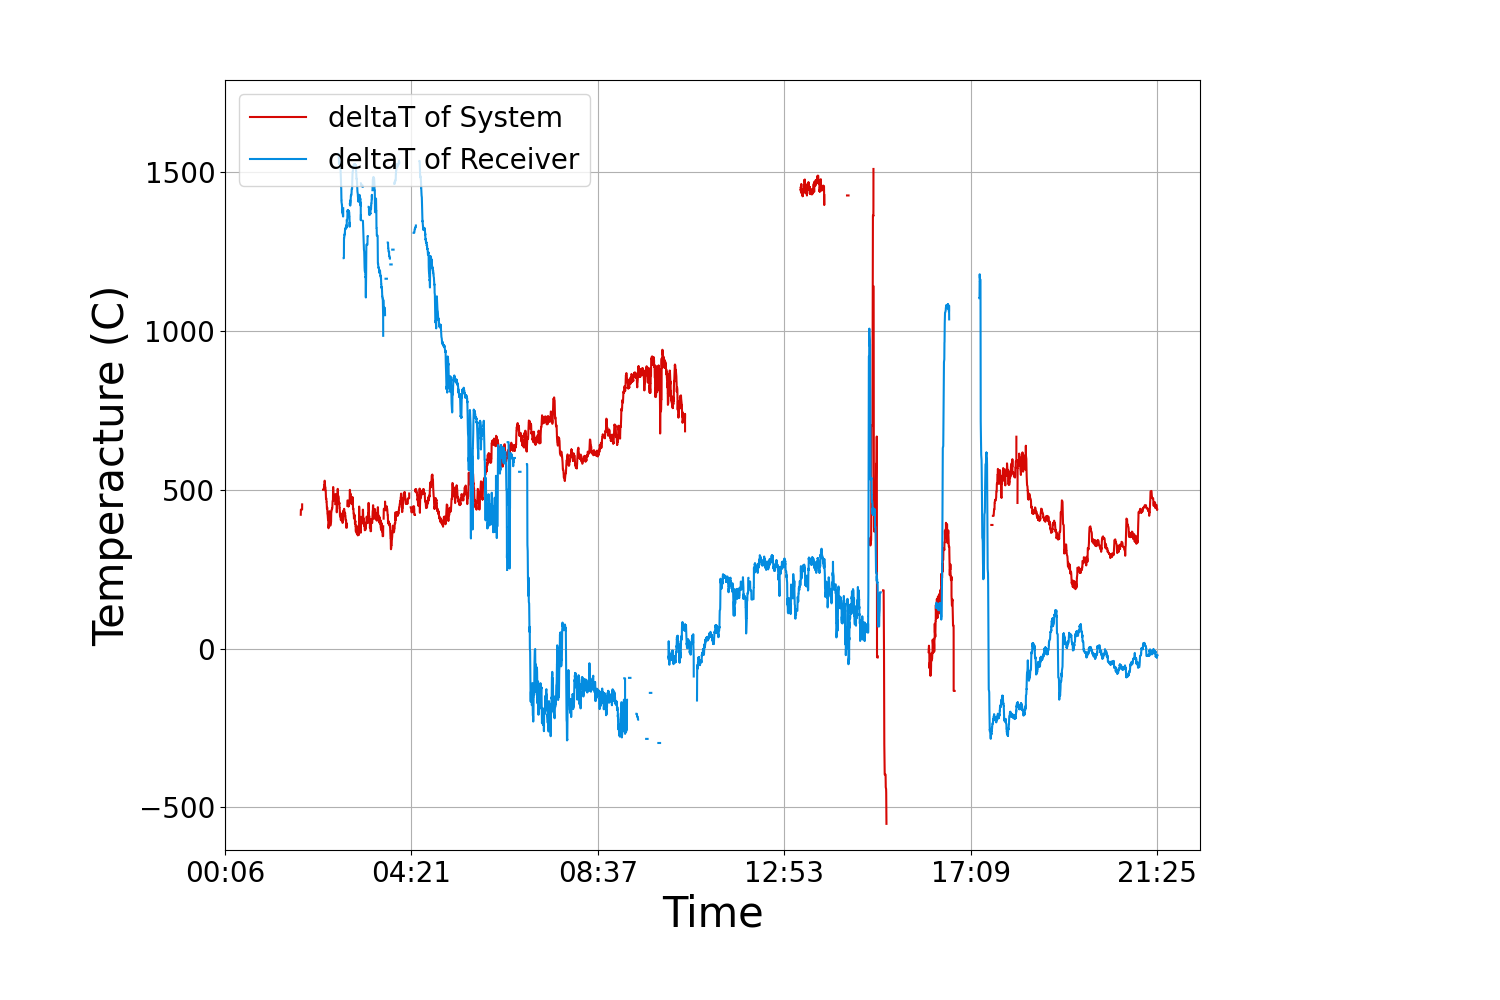 deltaT of System
deltaT of Receiver
Temperacture (C)
1500
1000
500
0
−500
00:06 04:21 08:37 12:53 17:09 21:25
Time